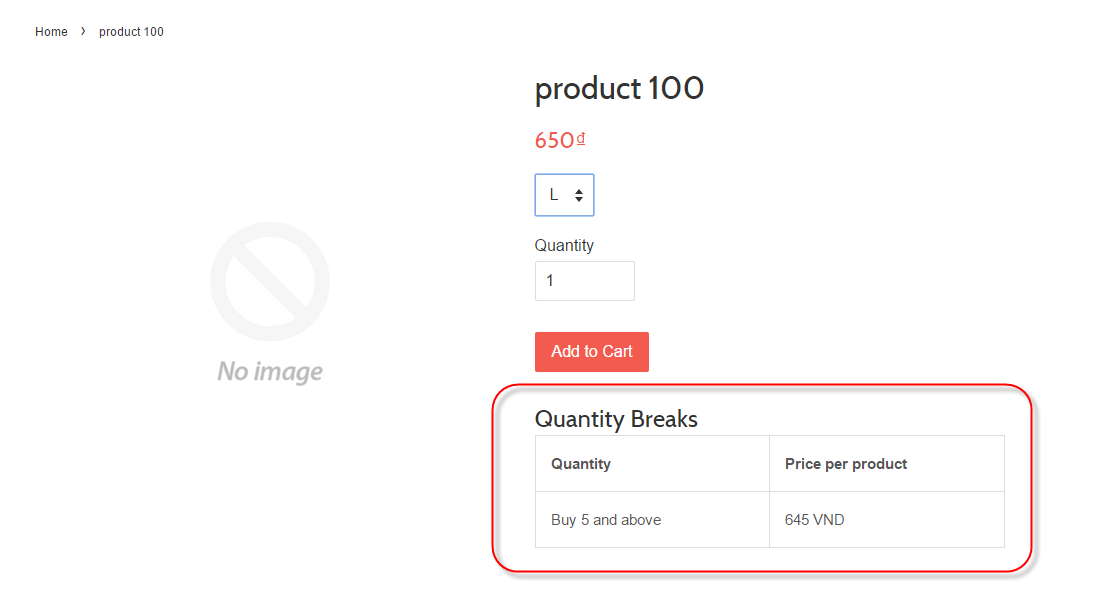 Home › product 100
product 100
650₫
L
Quantity
1
Add to Cart
No image
Quantity Breaks
Quantity Price per product
Buy 5 and above 645 VND